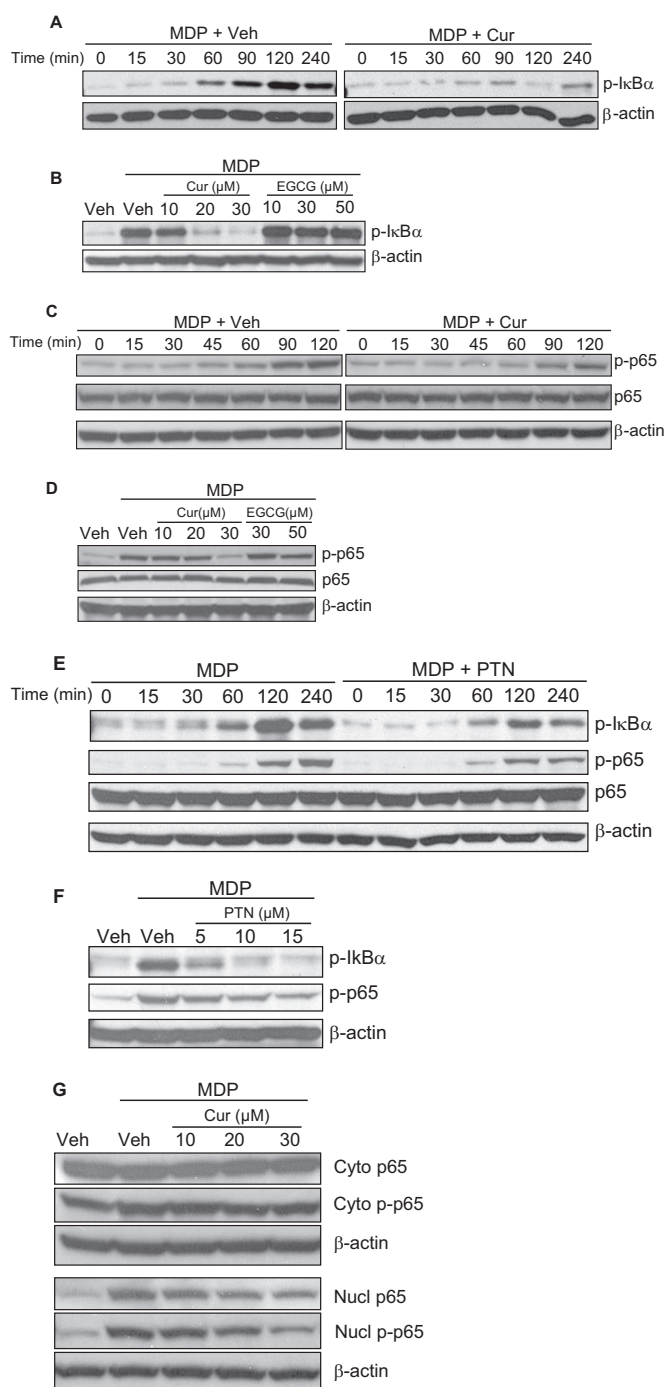 A
MDP + Veh MDP + Cur
Time (min) 0 15 30 60 90 120 240 0 15 30 60 90 120 240
p-IκBα
β-actin
B
MDP
Cur (µM) EGCG (µM)
Veh Veh 10 20 30 10 30 50
p-IκBα
β-actin
C
MDP + Veh MDP + Cur
Time (min) 0 15 30 45 60 90 120 0 15 30 45 60 90 120
p-p65
p65
β-actin
D
MDP
Cur(µM) EGCG(µM)
Veh Veh 10 20 30 30 50
p-p65
p65
β-actin
E
MDP MDP + PTN
Time (min) 0 15 30 60 120 240 0 15 30 60 120 240
p-IκBα
p-p65
p65
β-actin
F
MDP
PTN (µM)
Veh Veh 5 10 15
p-IkBα
p-p65
β-actin
G
MDP
Cur (µM)
Veh Veh 10 20 30
Cyto p65
Cyto p-p65
β-actin
Nucl p65
Nucl p-p65
β-actin